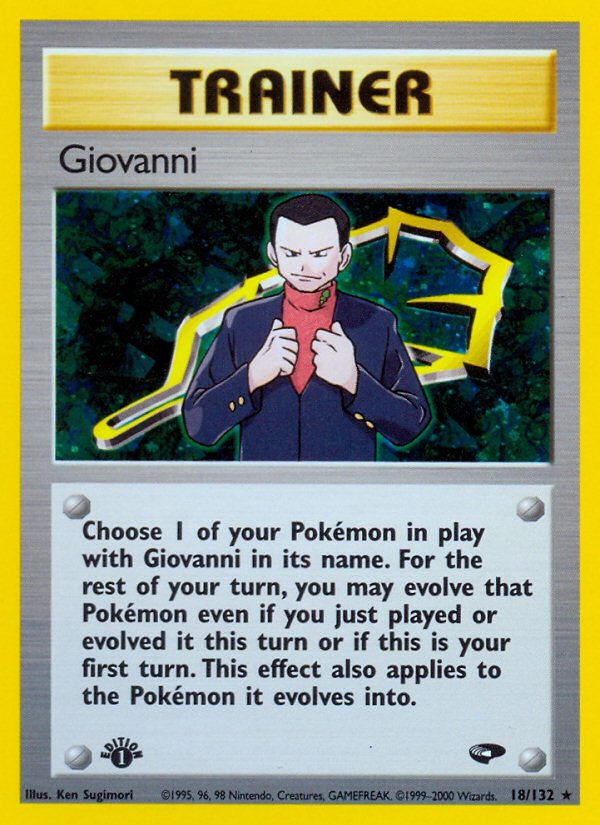 TRAINER
Giovanni
Choose 1 of your Pokémon in play
with Giovanni in its name. For the
rest of your turn, you may evolve that
Pokémon even if you just played or
evolved it this turn or if this is your
first turn. This effect also applies to
the Pokémon it evolves into.
EDITION
1
Illus. Ken Sugimori ©1995, 96, 98 Nintendo, Creatures, GAMEFREAK. ©1999–2000 Wizards. 18/132 ★